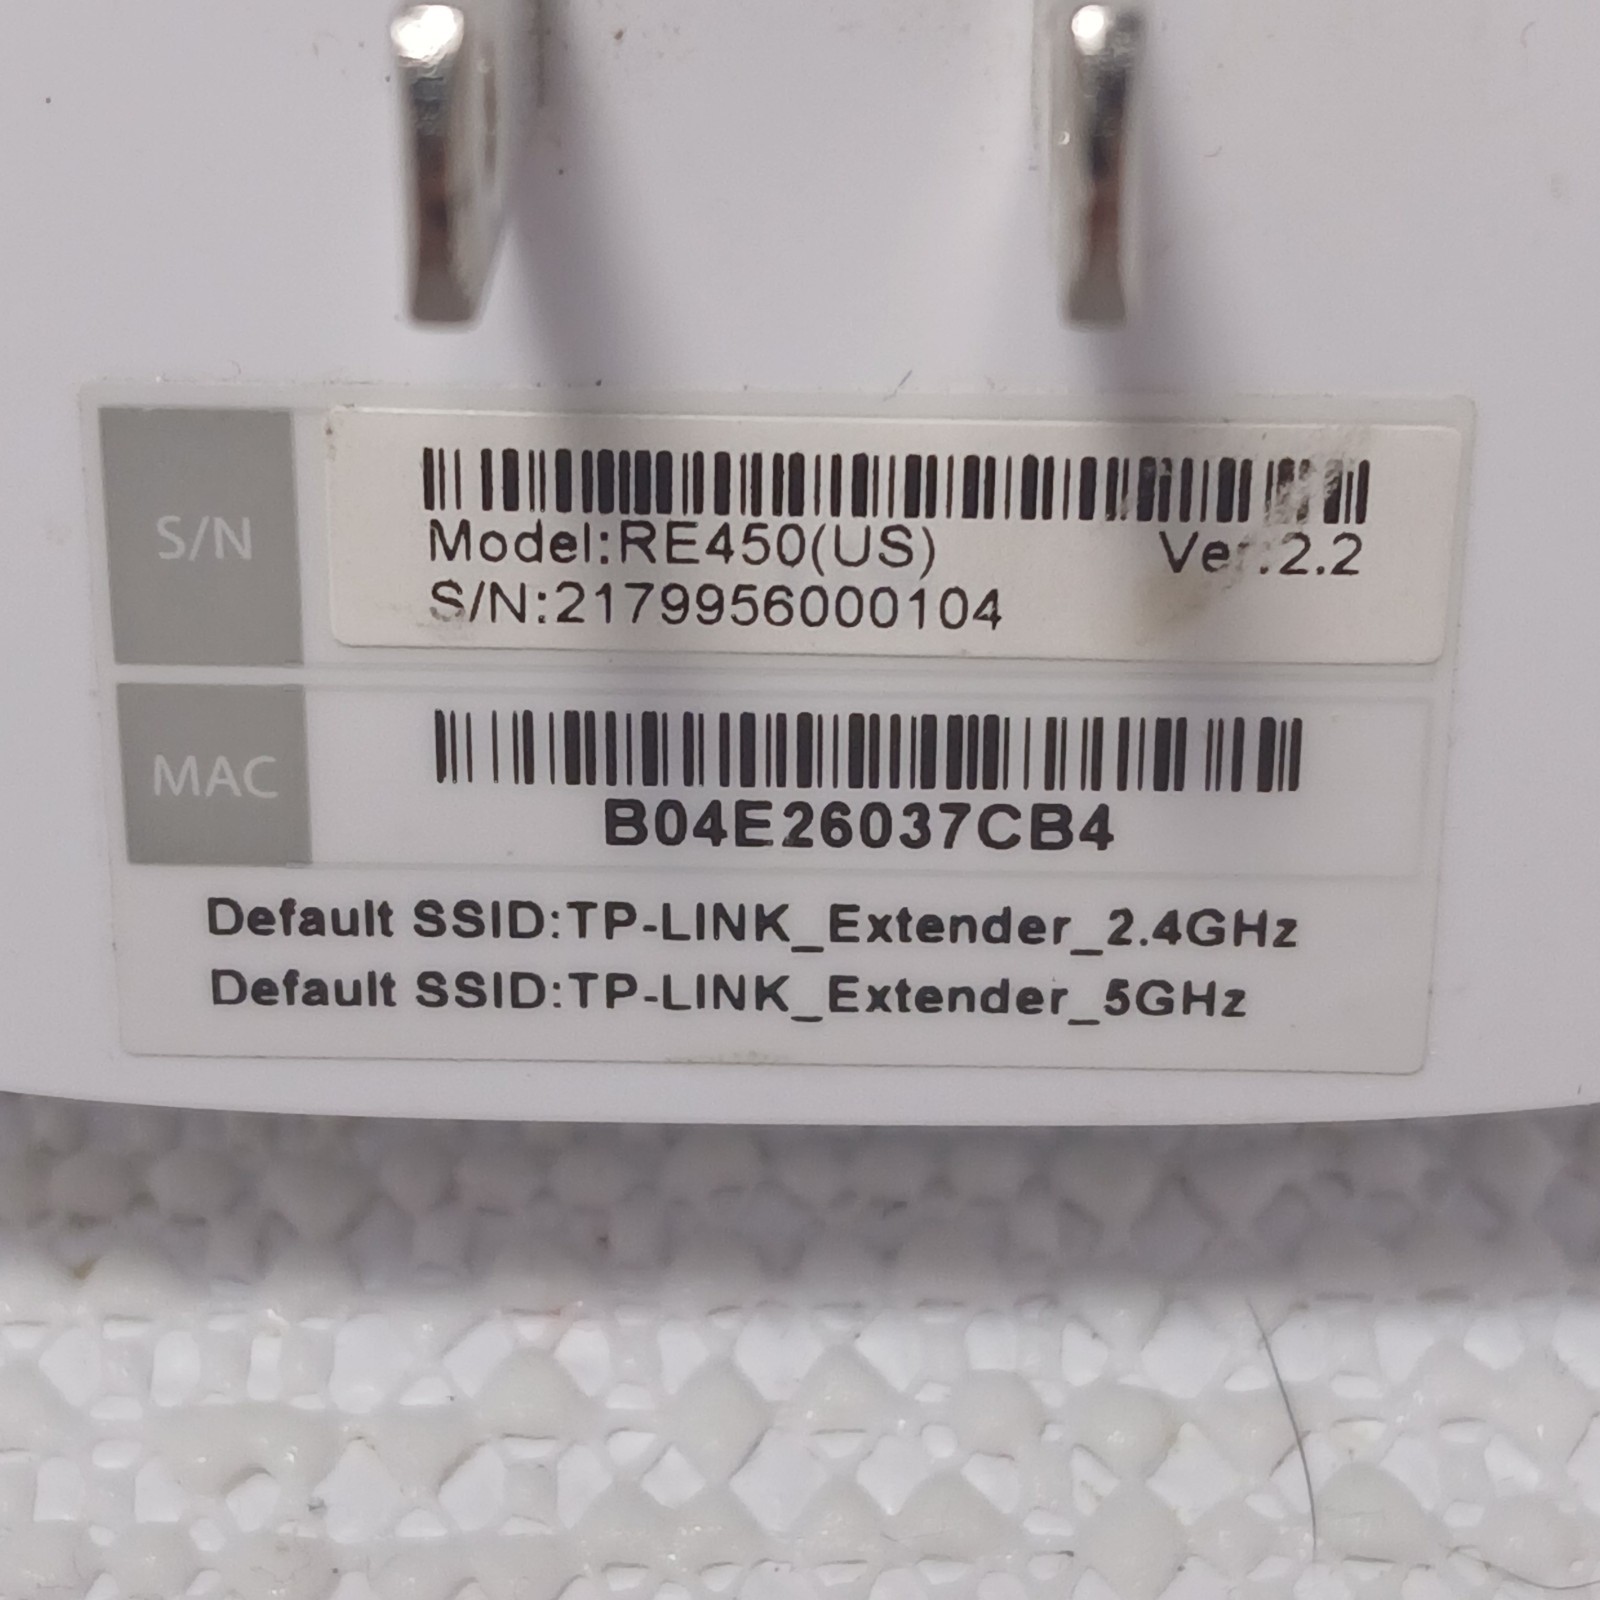 S/N
Model:RE450(US) Ver:2.2
S/N:2179956000104
MAC
B04E26037CB4
Default SSID:TP-LINK_Extender_2.4GHz
Default SSID:TP-LINK_Extender_5GHz